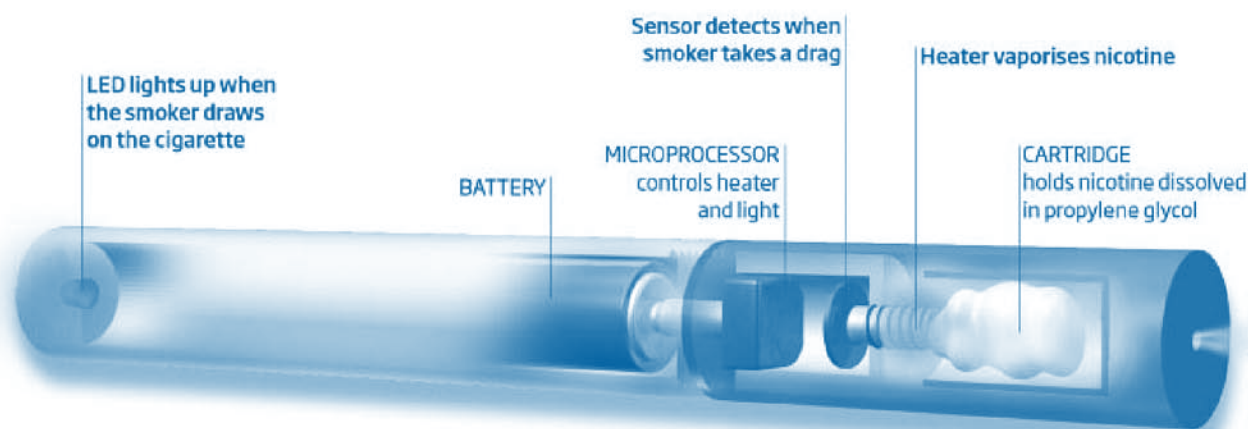 LED lights up when
the smoker draws
on the cigarette
BATTERY
MICROPROCESSOR
controls heater
and light
Sensor detects when
smoker takes a drag
Heater vaporises nicotine
CARTRIDGE
holds nicotine dissolved
in propylene glycol